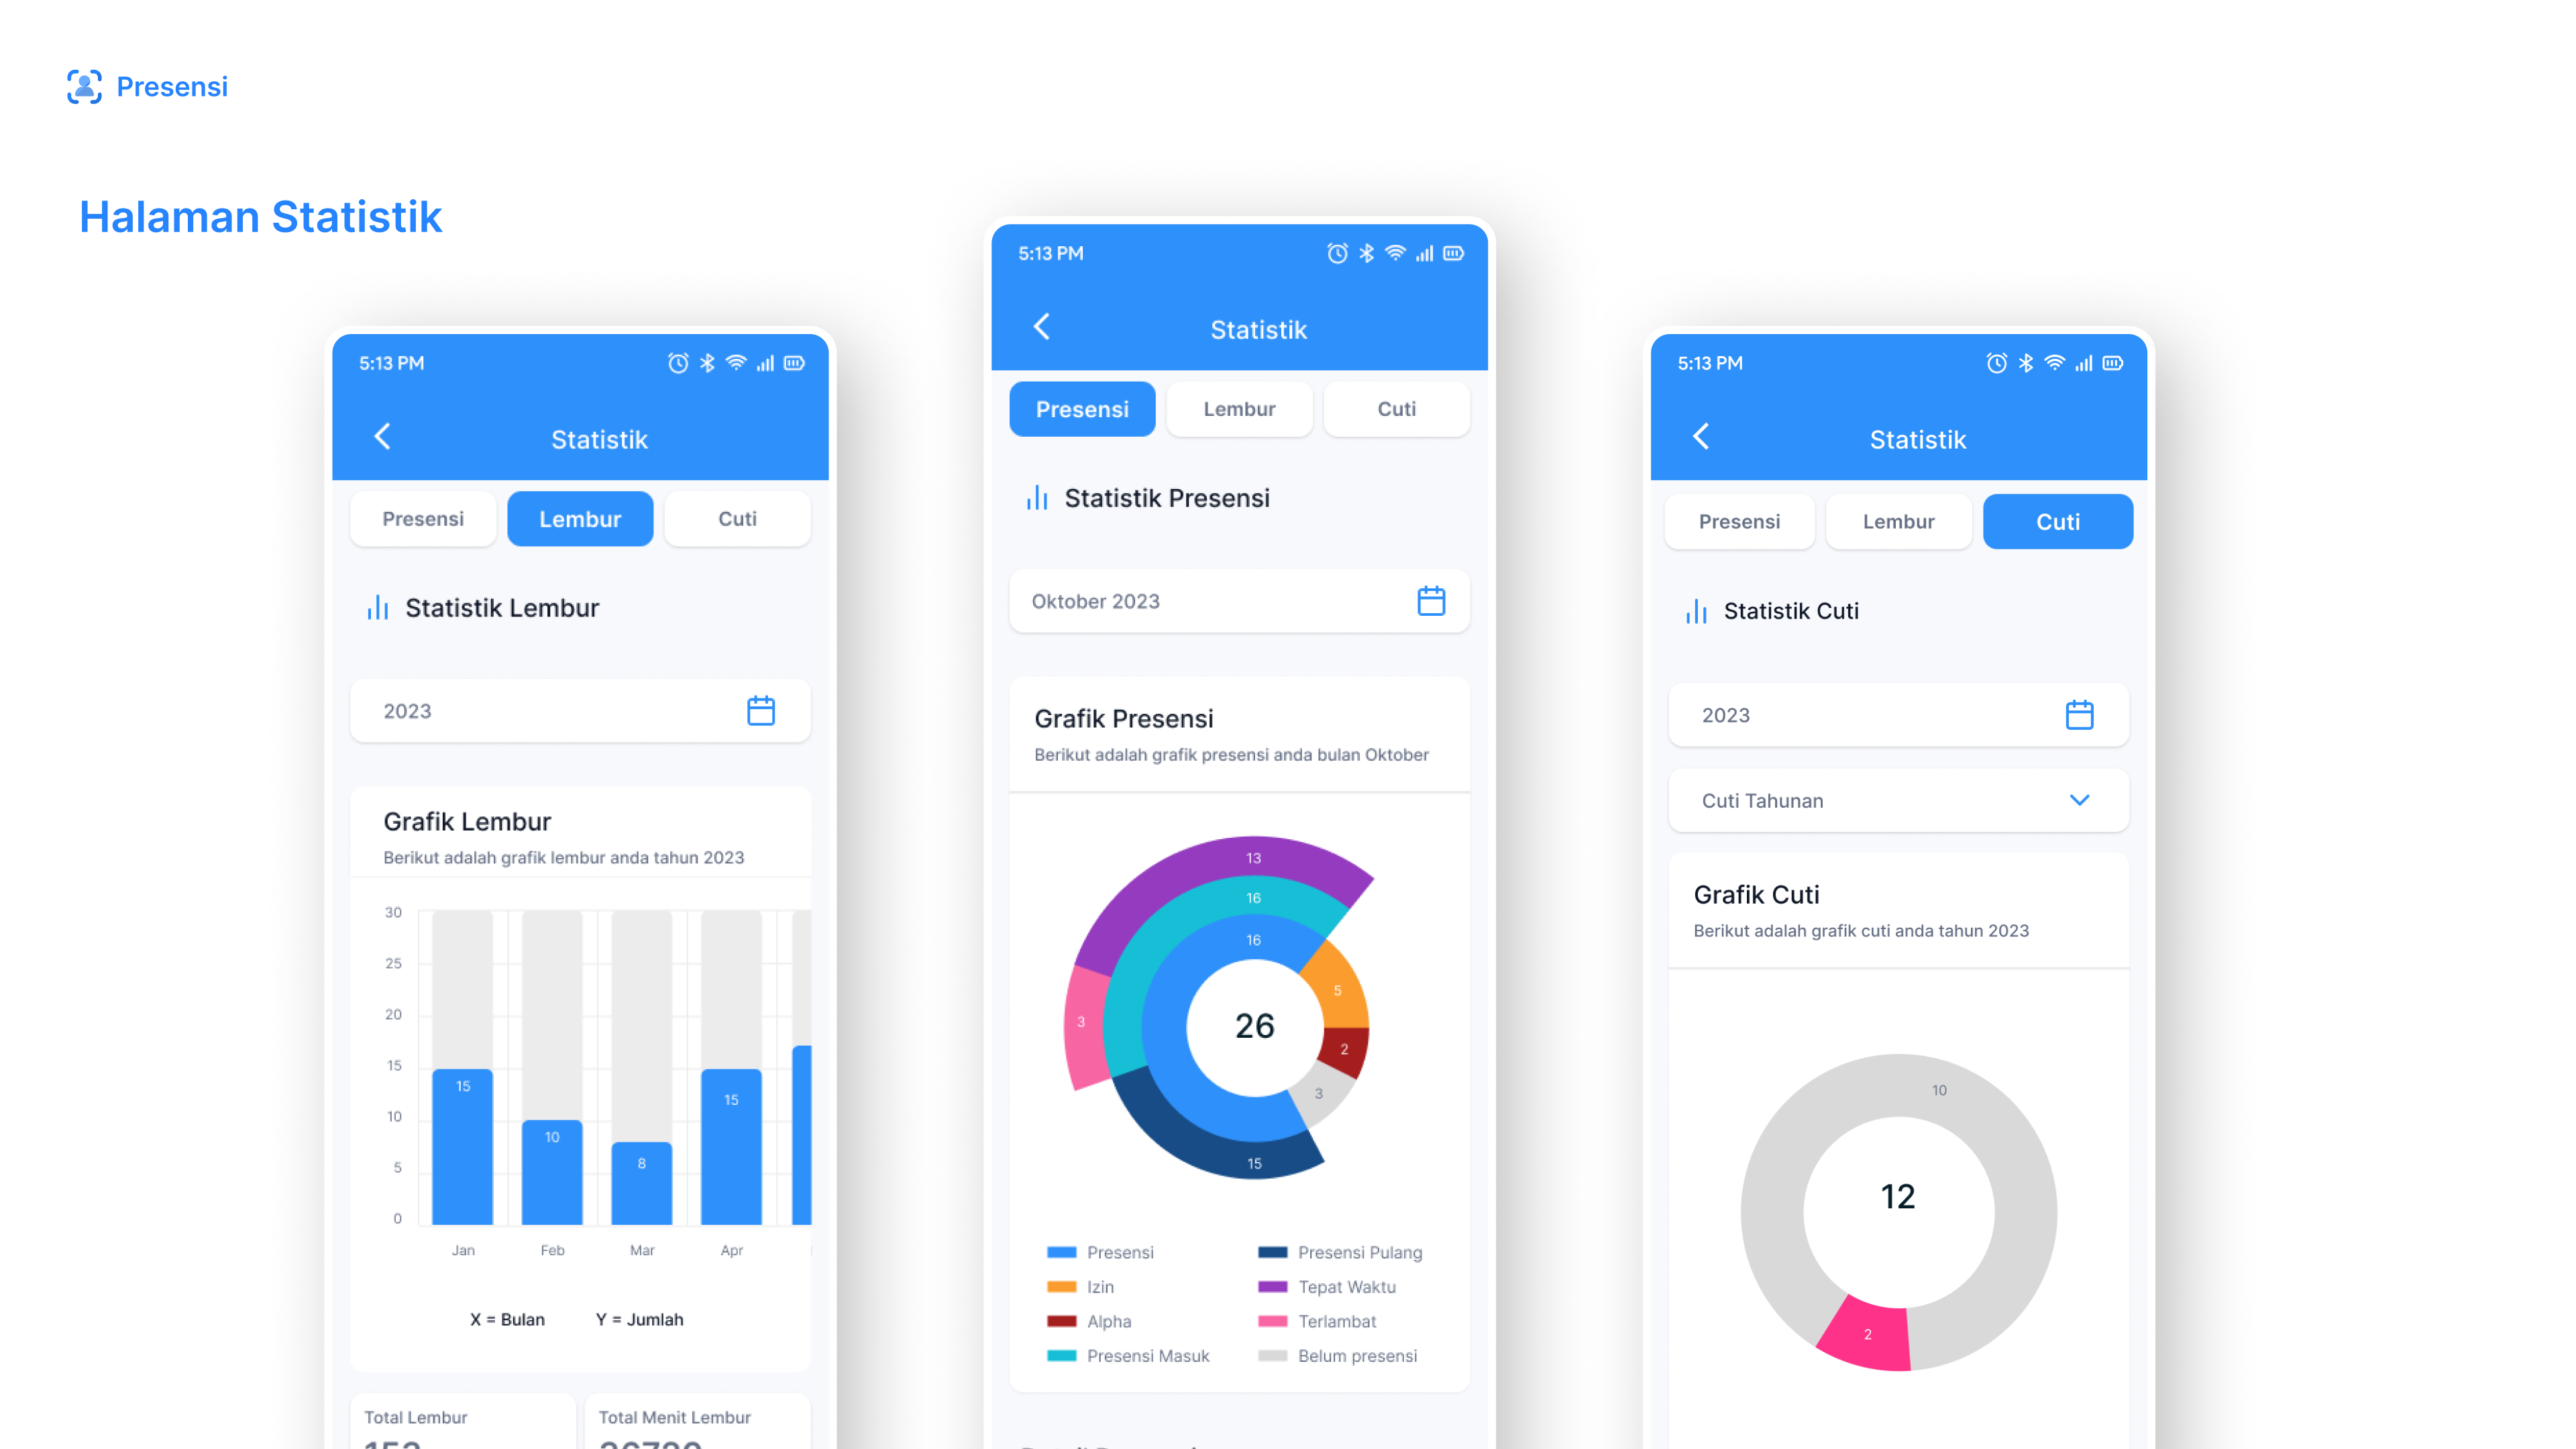 Presensi
Halaman Statistik
5:13 PM
Statistik
Presensi Lembur Cuti
Statistik Lembur
2023
Grafik Lembur
Berikut adalah grafik lembur anda tahun 2023
30
25
20
15
10
5
0
15
10
8
15
Jan Feb Mar Apr
X = Bulan Y = Jumlah
Total Lembur Total Menit Lembur
5:13 PM
Statistik
Presensi Lembur Cuti
Statistik Presensi
Oktober 2023
Grafik Presensi
Berikut adalah grafik presensi anda bulan Oktober
13
16
16
5
3
26
2
3
15
Presensi Presensi Pulang
Izin Tepat Waktu
Alpha Terlambat
Presensi Masuk Belum presensi
5:13 PM
Statistik
Presensi Lembur Cuti
Statistik Cuti
2023
Cuti Tahunan
Grafik Cuti
Berikut adalah grafik cuti anda tahun 2023
10
12
2